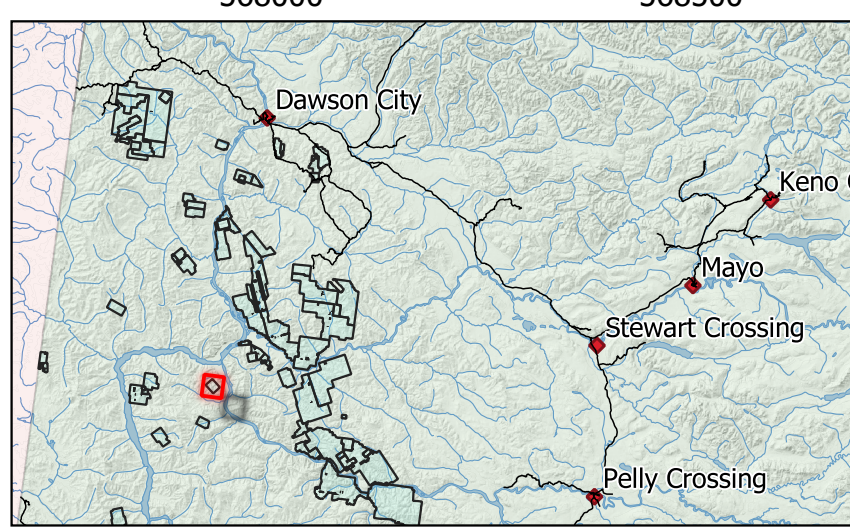 Dawson City
Keno
Mayo
Stewart Crossing
Pelly Crossing